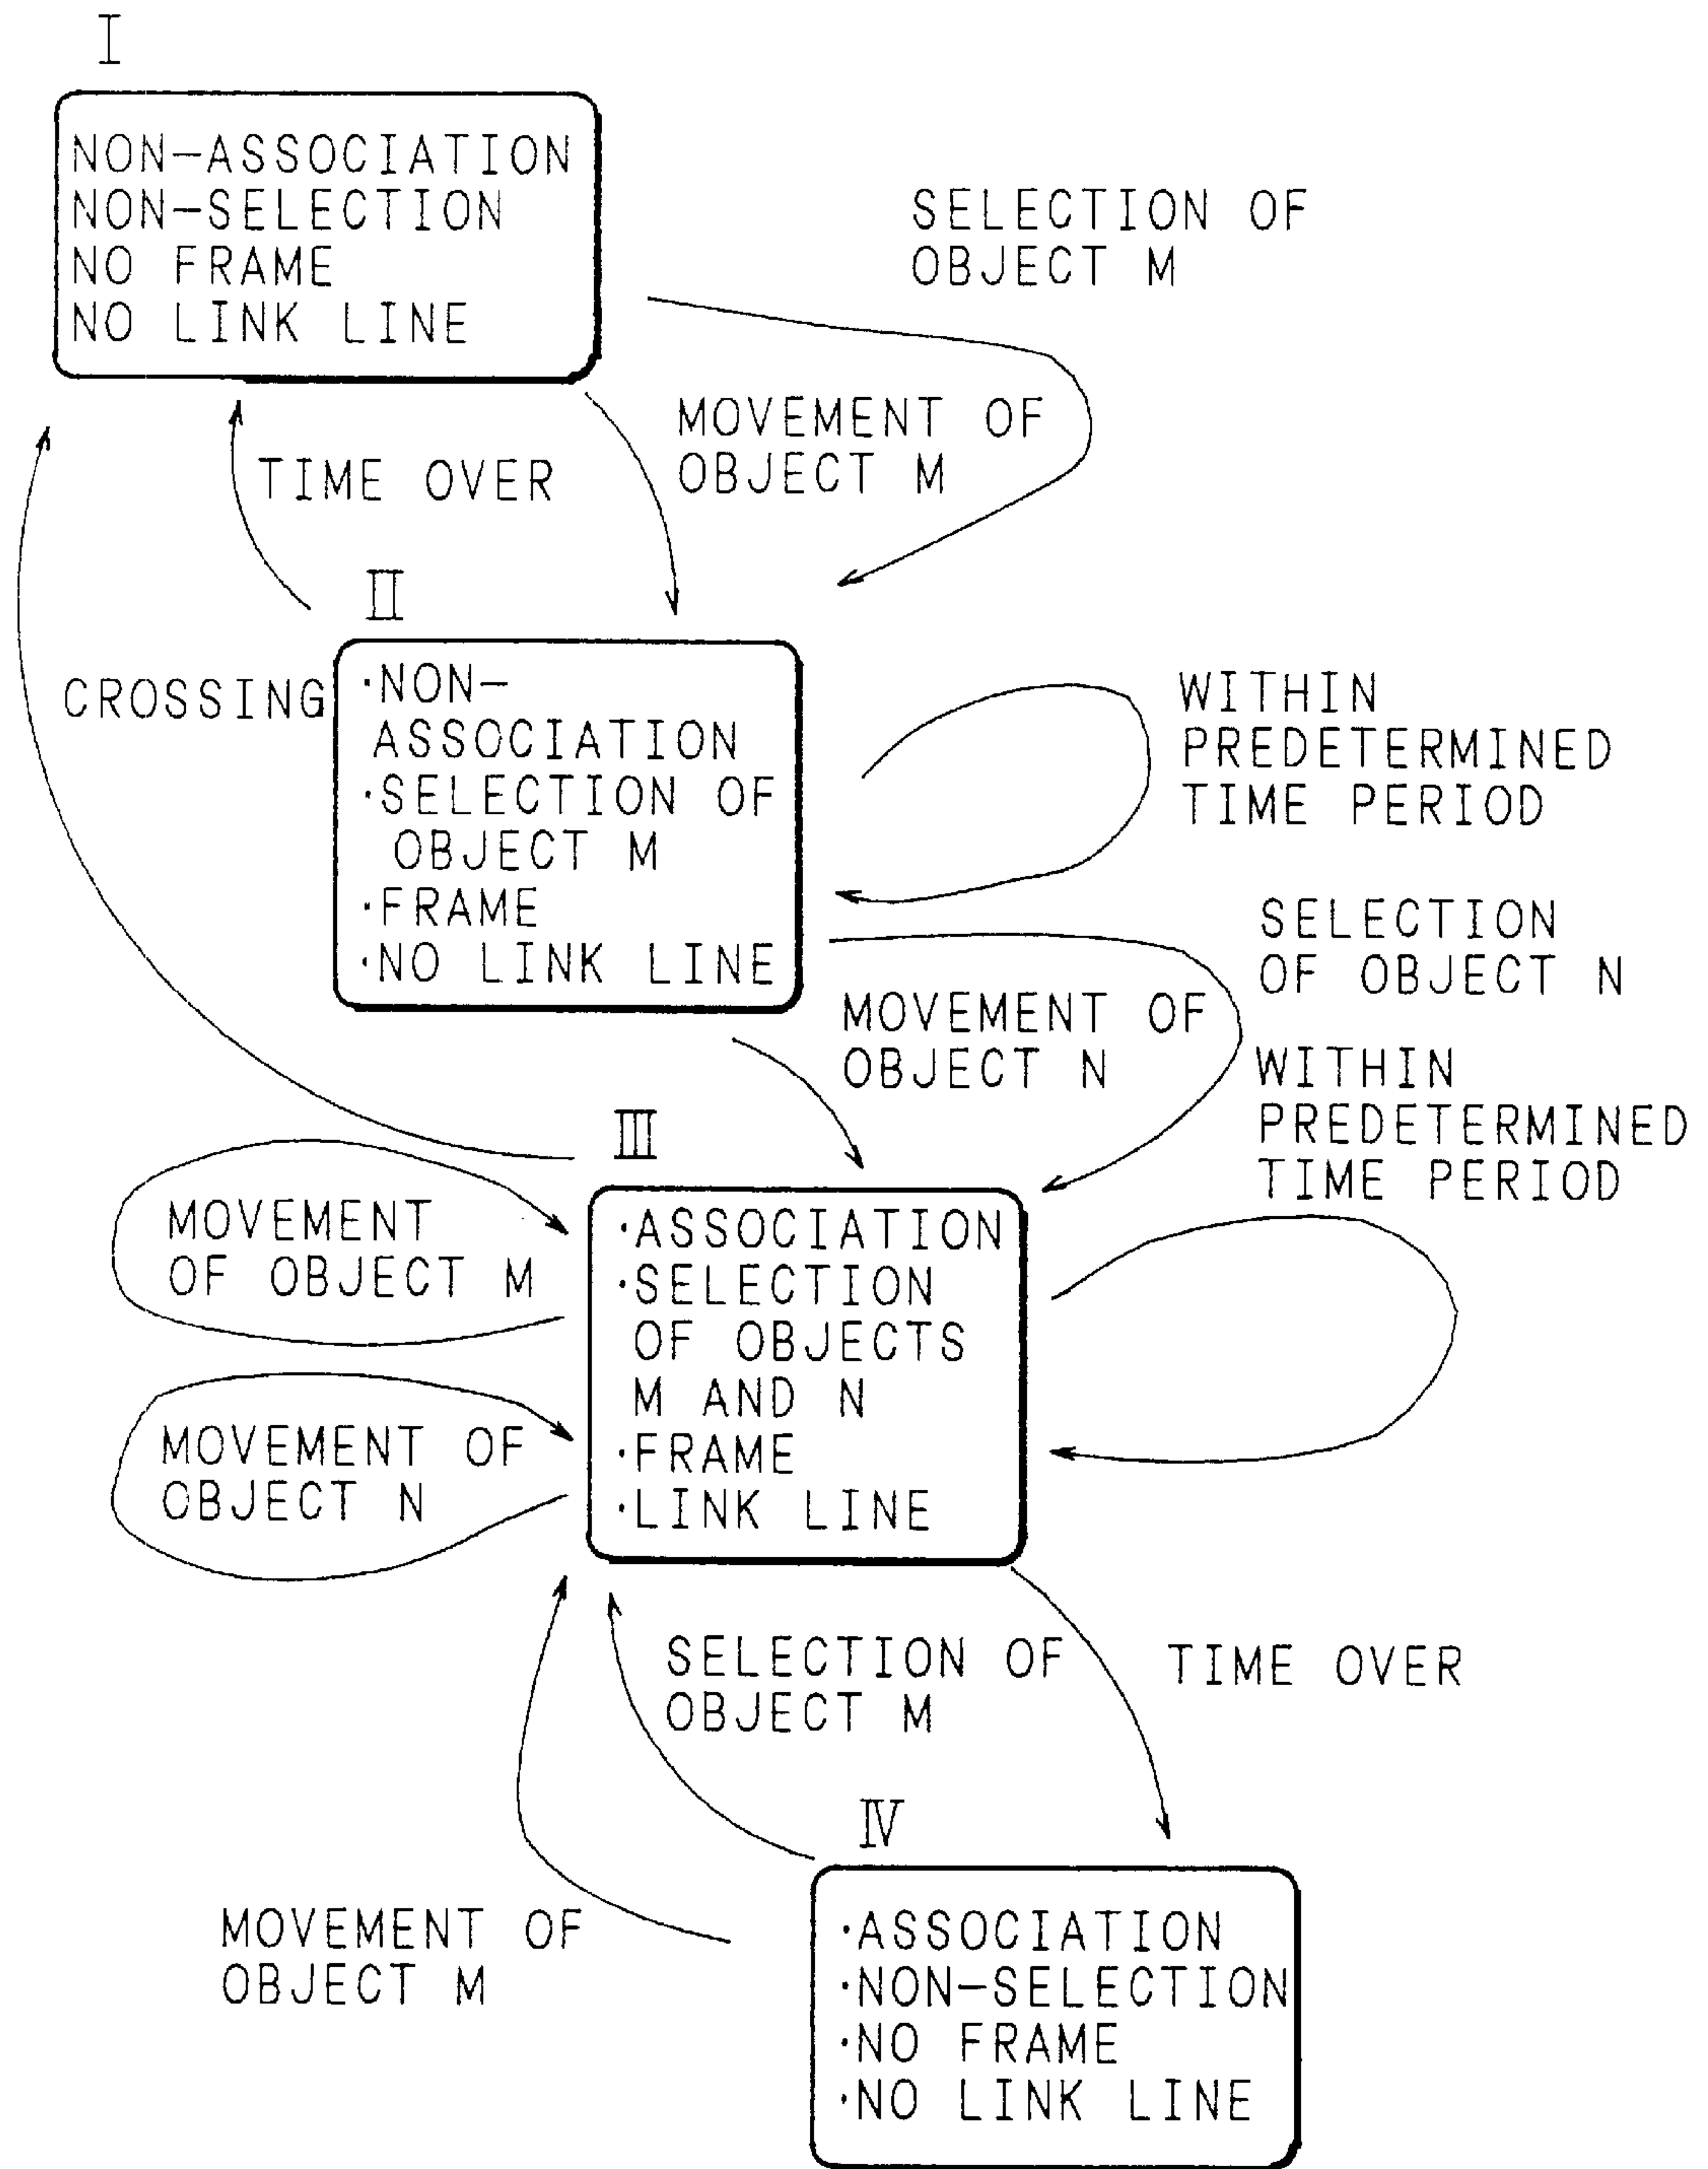 I
NON-ASSOCIATION
NON-SELECTION
NO FRAME
NO LINK LINE
SELECTION OF
OBJECT M
MOVEMENT OF
OBJECT M
TIME OVER
II
CROSSING
·NON-
ASSOCIATION
·SELECTION OF
OBJECT M
·FRAME
·NO LINK LINE
WITHIN
PREDETERMINED
TIME PERIOD
SELECTION
OF OBJECT N
MOVEMENT OF
OBJECT N
WITHIN
PREDETERMINED
TIME PERIOD
III
MOVEMENT
OF OBJECT M
·ASSOCIATION
·SELECTION
OF OBJECTS
M AND N
·FRAME
·LINK LINE
MOVEMENT OF
OBJECT N
SELECTION OF
OBJECT M
TIME OVER
IV
MOVEMENT OF
OBJECT M
·ASSOCIATION
·NON-SELECTION
·NO FRAME
·NO LINK LINE